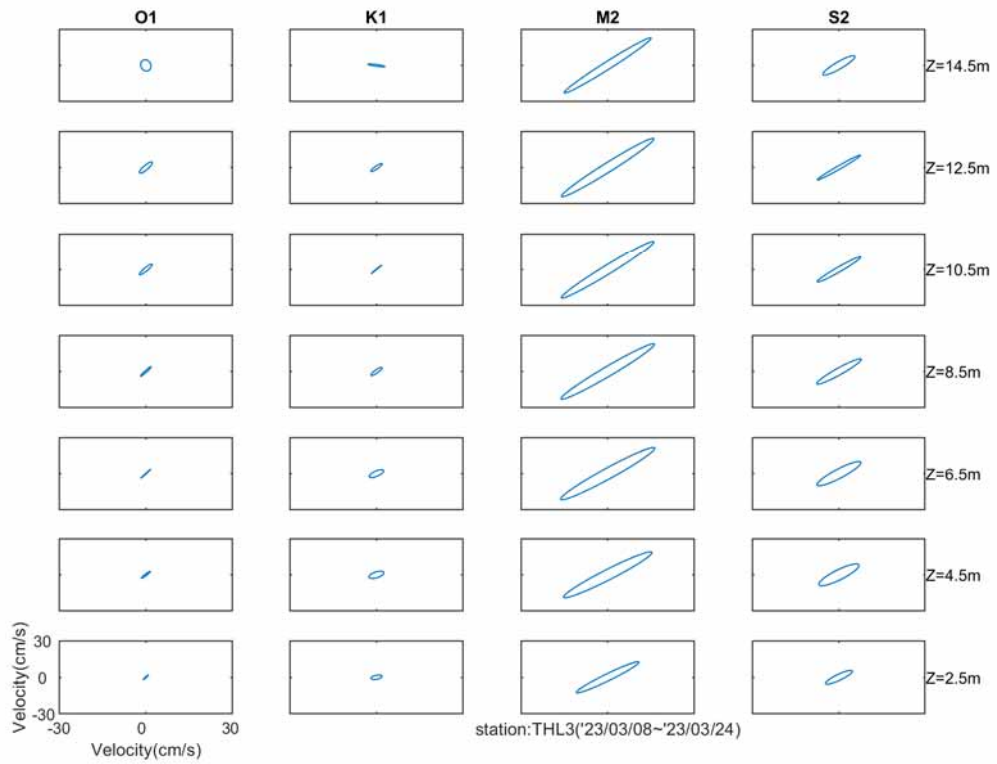 O1 K1 M2 S2
Z=14.5m
Z=12.5m
Z=10.5m
Z=8.5m
Z=6.5m
Z=4.5m
Z=2.5m
Velocity(cm/s)
30
0
-30
-30 0 30
Velocity(cm/s)
station:THL3('23/03/08~'23/03/24)